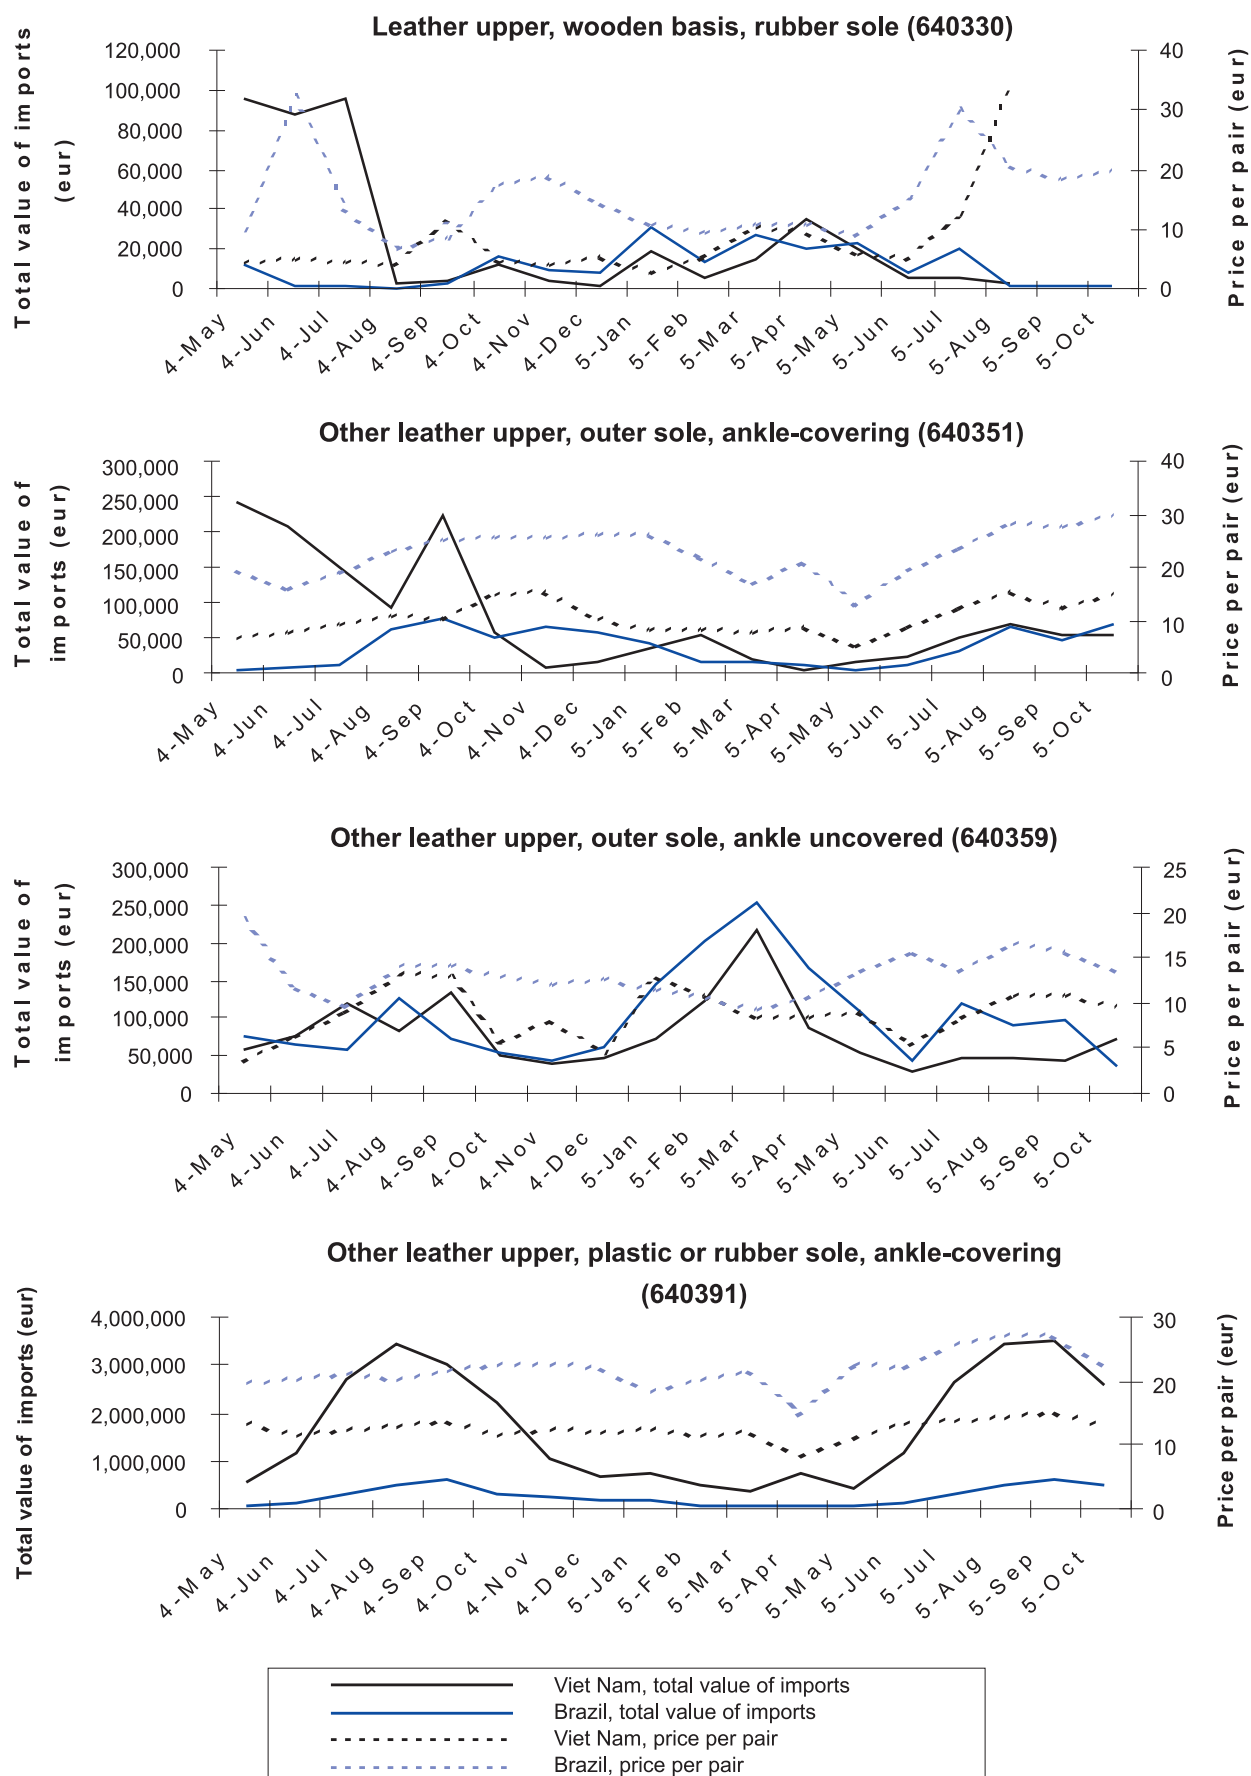 Leather upper, wooden basis, rubber sole (640330)
Total value of imports
(eur)
120,000
100,000
80,000
60,000
40,000
20,000
0
40
30
20
10
0
Price per pair (eur)
4-May
4-Jun
4-Jul
4-Aug
4-Sep
4-Oct
4-Nov
4-Dec
5-Jan
5-Feb
5-Mar
5-Apr
5-May
5-Jun
5-Jul
5-Aug
5-Sep
5-Oct
Other leather upper, outer sole, ankle-covering (640351)
Total value of
imports (eur)
300,000
250,000
200,000
150,000
100,000
50,000
0
40
30
20
10
0
Price per pair (eur)
4-May
4-Jun
4-Jul
4-Aug
4-Sep
4-Oct
4-Nov
4-Dec
5-Jan
5-Feb
5-Mar
5-Apr
5-May
5-Jun
5-Jul
5-Aug
5-Sep
5-Oct
Other leather upper, outer sole, ankle uncovered (640359)
Total value of
imports (eur)
300,000
250,000
200,000
150,000
100,000
50,000
0
25
20
15
10
5
0
Price per pair (eur)
4-May
4-Jun
4-Jul
4-Aug
4-Sep
4-Oct
4-Nov
4-Dec
5-Jan
5-Feb
5-Mar
5-Apr
5-May
5-Jun
5-Jul
5-Aug
5-Sep
5-Oct
Other leather upper, plastic or rubber sole, ankle-covering
(640391)
Total value of imports (eur)
4,000,000
3,000,000
2,000,000
1,000,000
0
30
20
10
0
Price per pair (eur)
4-May
4-Jun
4-Jul
4-Aug
4-Sep
4-Oct
4-Nov
4-Dec
5-Jan
5-Feb
5-Mar
5-Apr
5-May
5-Jun
5-Jul
5-Aug
5-Sep
5-Oct
Viet Nam, total value of imports
Brazil, total value of imports
Viet Nam, price per pair
Brazil, price per pair